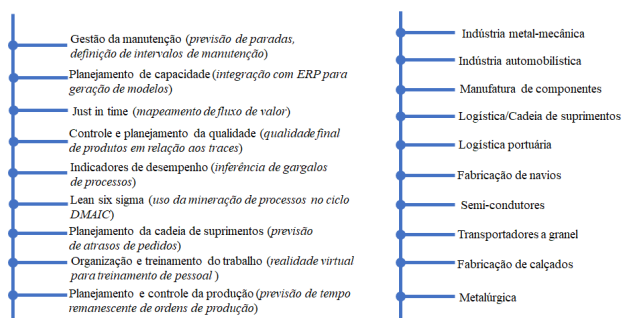 Gestão da manutenção (previsão de paradas,
definição de intervalos de manutenção)
Planejamento de capacidade (integração com ERP para
geração de modelos)
Just in time (mapeamento de fluxo de valor)
Controle e planejamento da qualidade (qualidade final
de produtos em relação aos traces)
Indicadores de desempenho (inferência de gargalos
de processos)
Lean six sigma (uso da mineração de processos no ciclo
DMAIC)
Planejamento da cadeia de suprimentos (previsão
de atrasos de pedidos)
Organização e treinamento do trabalho (realidade virtual
para treinamento de pessoal )
Planejamento e controle da produção (previsão de tempo
remanescente de ordens de produção)
Indústria metal-mecânica
Indústria automobilística
Manufatura de componentes
Logística/Cadeia de suprimentos
Logística portuária
Fabricação de navios
Semi-condutores
Transportadores a granel
Fabricação de calçados
Metalúrgica